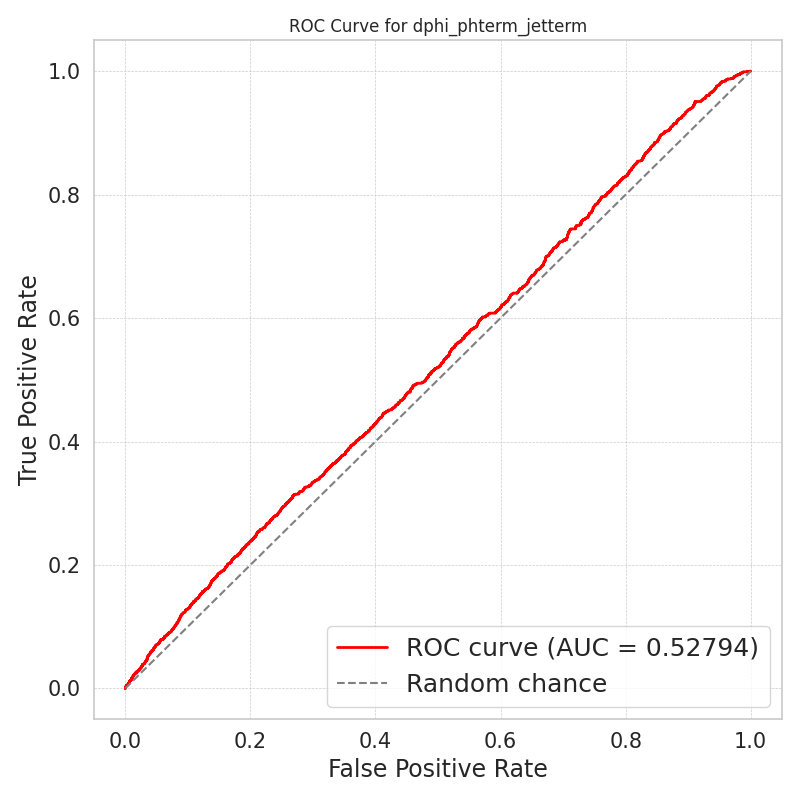 ROC Curve for dphi_phterm_jetterm
True Positive Rate
1.0
0.8
0.6
0.4
0.2
0.0
ROC curve (AUC = 0.52794)
Random chance
0.0 0.2 0.4 0.6 0.8 1.0
False Positive Rate